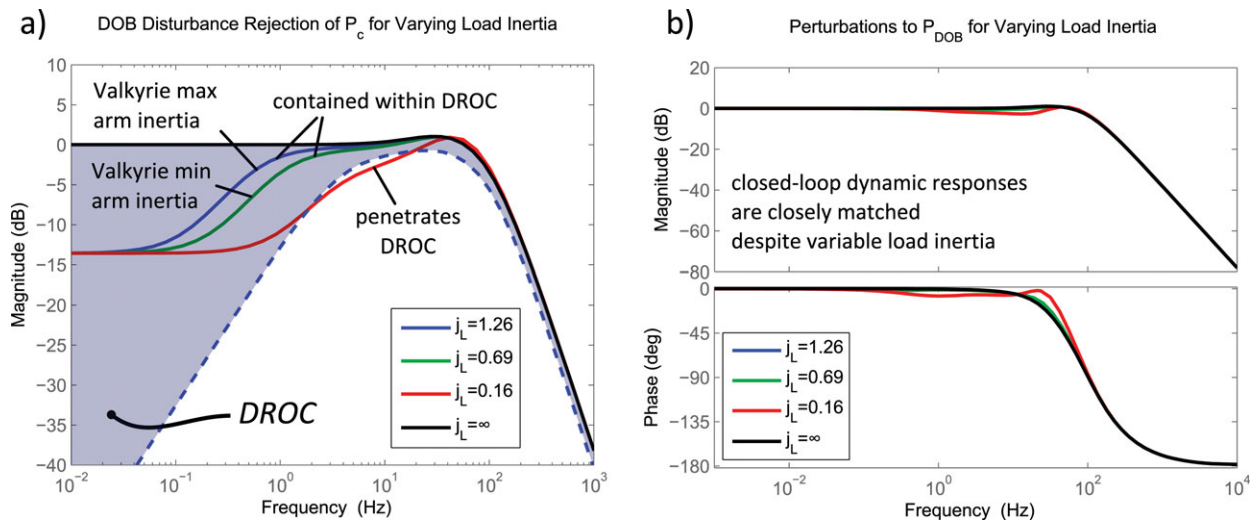 a)
DOB Disturbance Rejection of P_c for Varying Load Inertia
Magnitude (dB)
10
5
0
−5
−10
−15
−20
−25
−30
−35
−40
Valkyrie max
arm inertia
contained within DROC
Valkyrie min
arm inertia
penetrates
DROC
DROC
j_L=1.26
j_L=0.69
j_L=0.16
j_L=∞
10^-2
10^-1
10^0
10^1
10^2
10^3
Frequency (Hz)
b)
Perturbations to P_DOB for Varying Load Inertia
Magnitude (dB)
20
0
−20
−40
−60
−80
closed-loop dynamic responses
are closely matched
despite variable load inertia
Phase (deg)
0
−45
−90
−135
−180
j_L=1.26
j_L=0.69
j_L=0.16
j_L=∞
10^-2
10^0
10^2
10^4
Frequency (Hz)